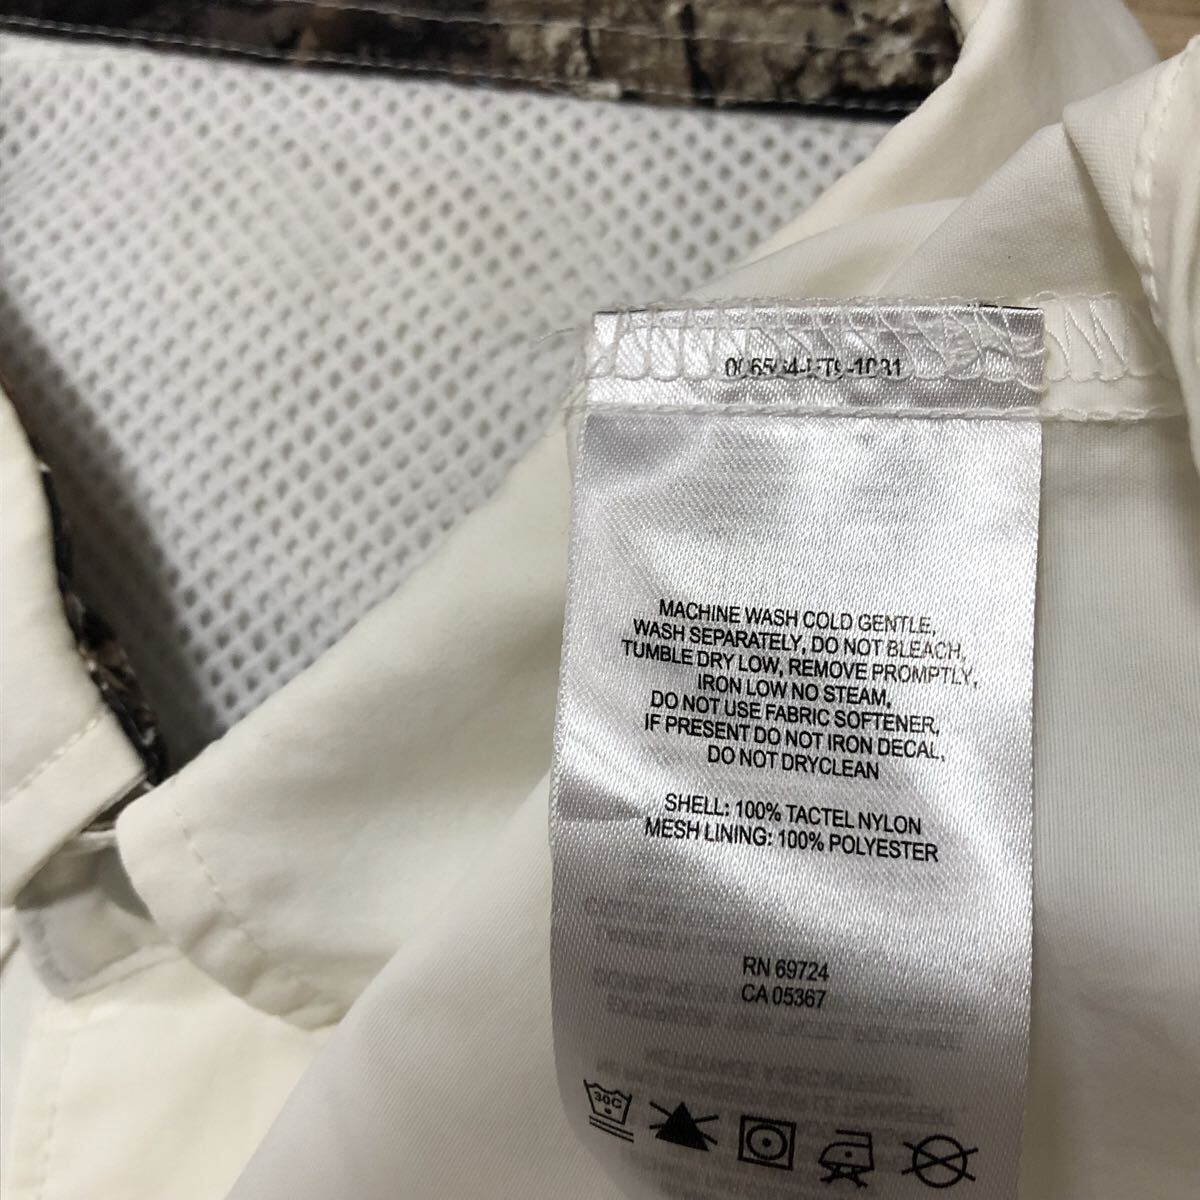 MACHINE WASH COLD GENTLE,
WASH SEPARATELY, DO NOT BLEACH,
TUMBLE DRY LOW, REMOVE PROMPTLY,
IRON LOW NO STEAM,
DO NOT USE FABRIC SOFTENER,
IF PRESENT DO NOT IRON DECAL,
DO NOT DRYCLEAN
SHELL: 100% TACTEL NYLON
MESH LINING: 100% POLYESTER
RN 69724
CA 05367
30C